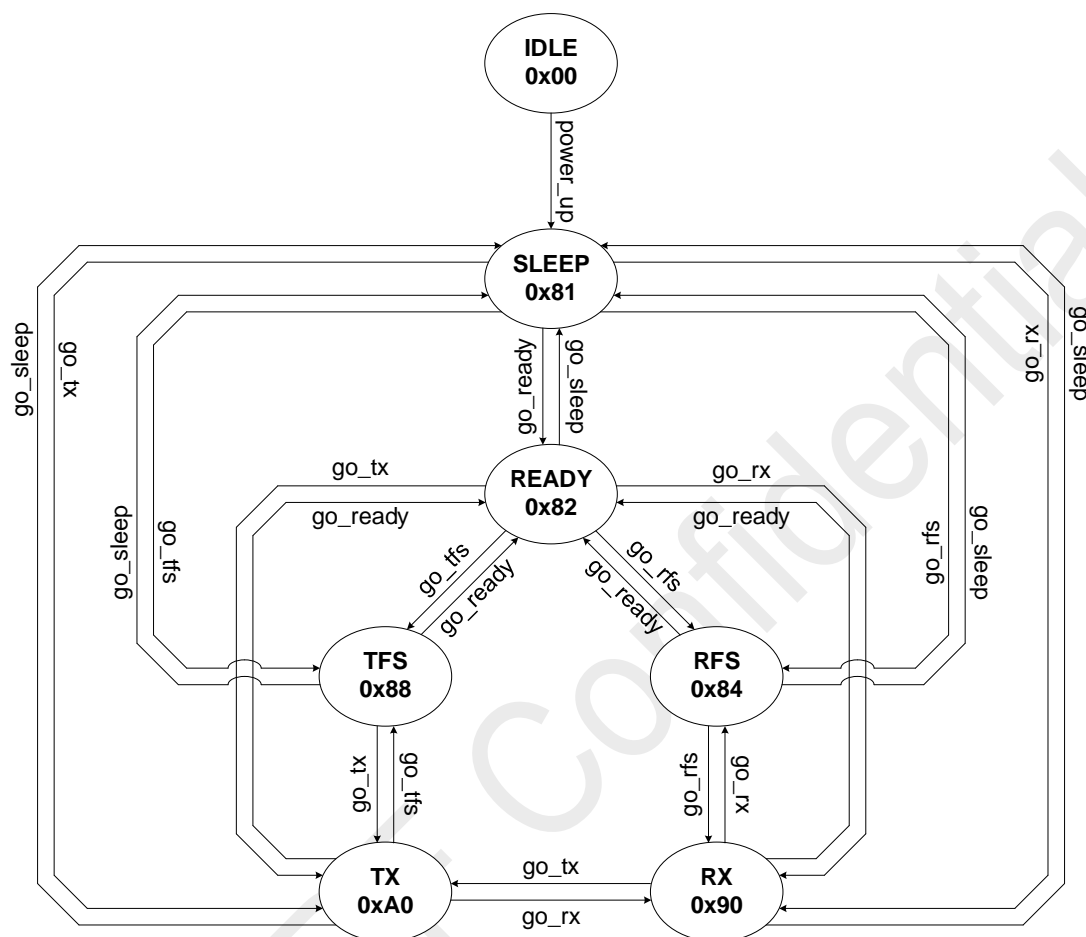 IDLE
0x00
power_up
SLEEP
0x81
go_sleep
go_tx
go_ready
go_sleep
go_rx
go_sleep
go_sleep
go_tfs
go_rfs
go_sleep
go_tx
go_ready
READY
0x82
go_rx
go_ready
go_tfs
go_ready
go_rfs
go_ready
TFS
0x88
RFS
0x84
go_tx
go_tfs
go_rfs
go_rx
TX
0xA0
go_tx
go_rx
RX
0x90
Confidential